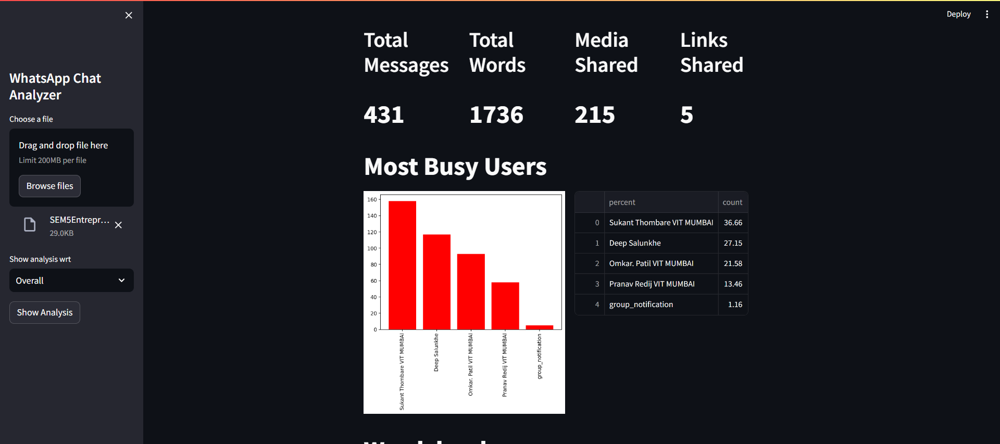 Deploy
WhatsApp Chat
Analyzer
Choose a file
Drag and drop file here
Limit 200MB per file
Browse files
SEM5Entrepr...
29.0KB
Show analysis wrt
Overall
Show Analysis
Total
Messages
431
Total
Words
1736
Media
Shared
215
Links
Shared
5
Most Busy Users
160
140
120
100
80
60
40
20
0
Sukant Thombare VIT MUMBAI
Deep Salunkhe
Omkar. Patil VIT MUMBAI
Pranav Redij VIT MUMBAI
group_notification
percent count
0 Sukant Thombare VIT MUMBAI 36.66
1 Deep Salunkhe 27.15
2 Omkar. Patil VIT MUMBAI 21.58
3 Pranav Redij VIT MUMBAI 13.46
4 group_notification 1.16